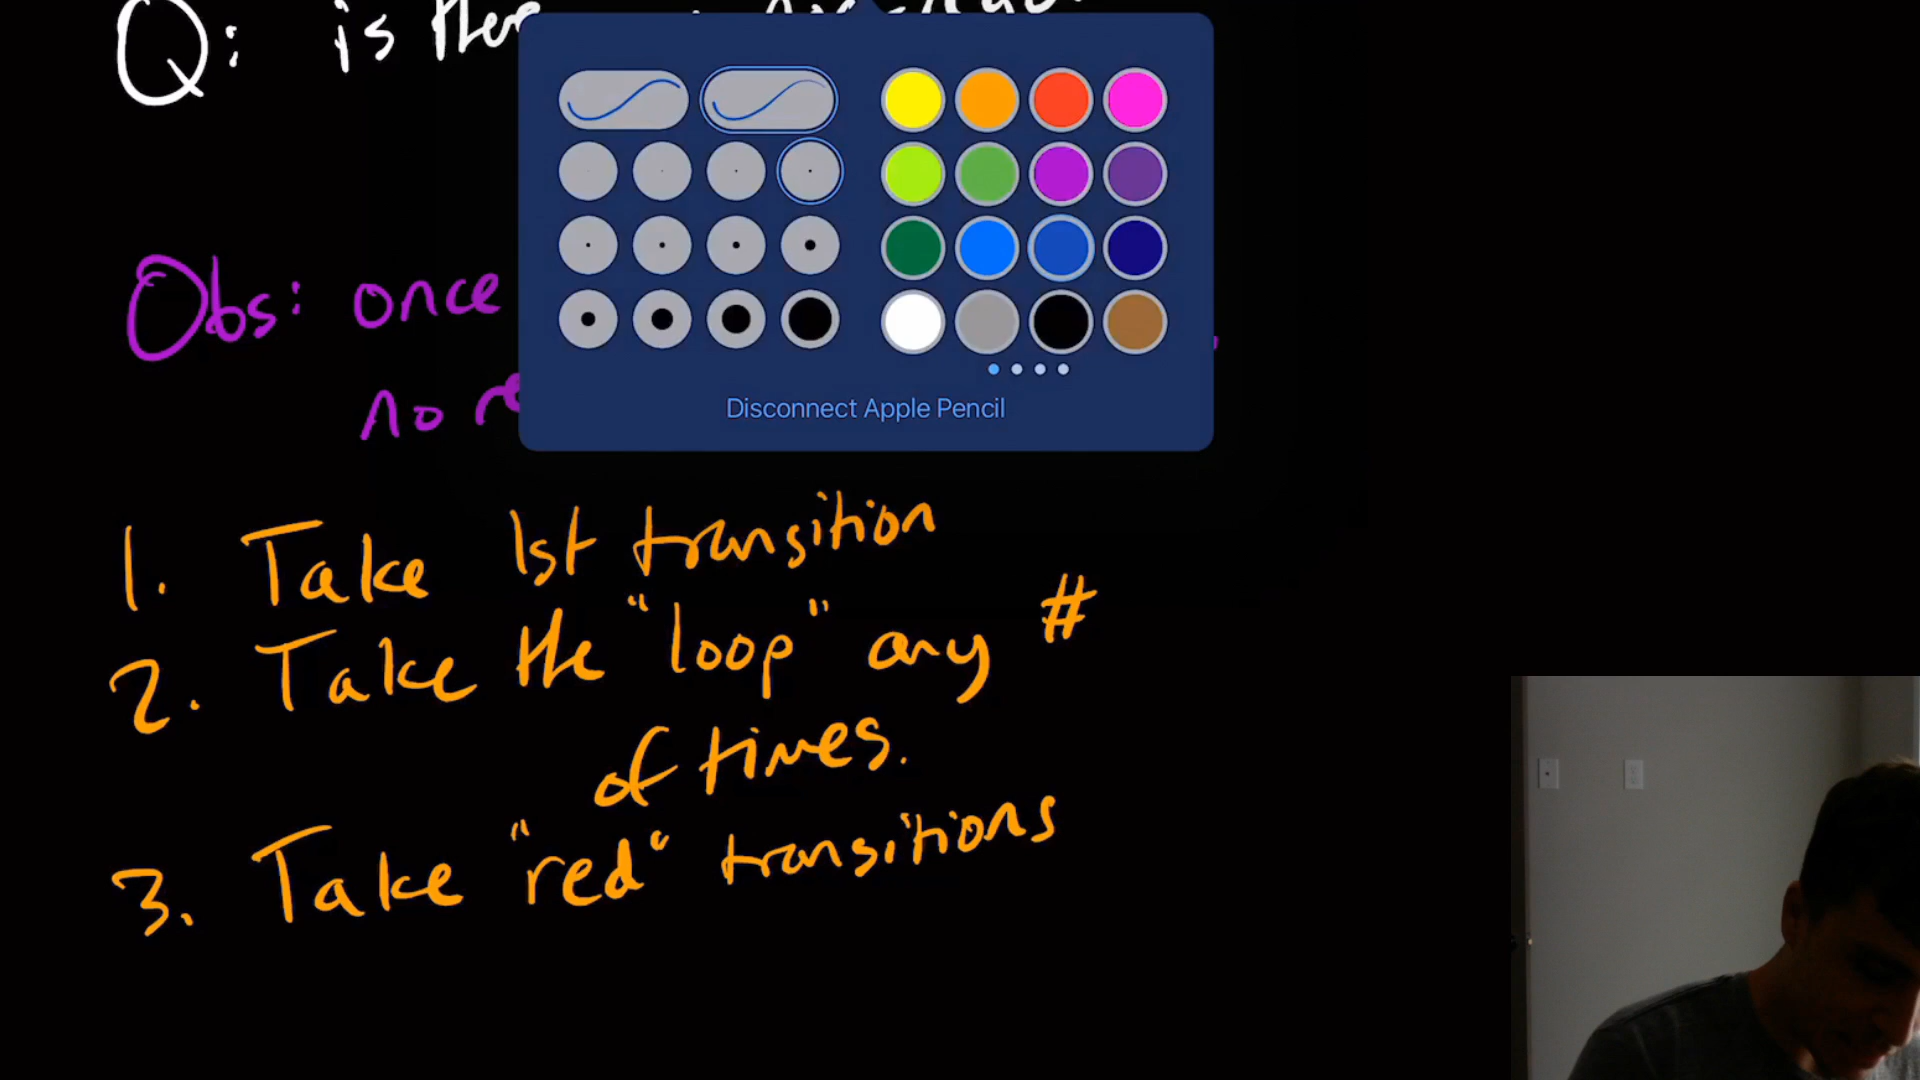 Q: is there
Obs: once
no
Disconnect Apple Pencil
1. Take 1st transition
2. Take the "loop" any #
of times.
3. Take "red" transitions